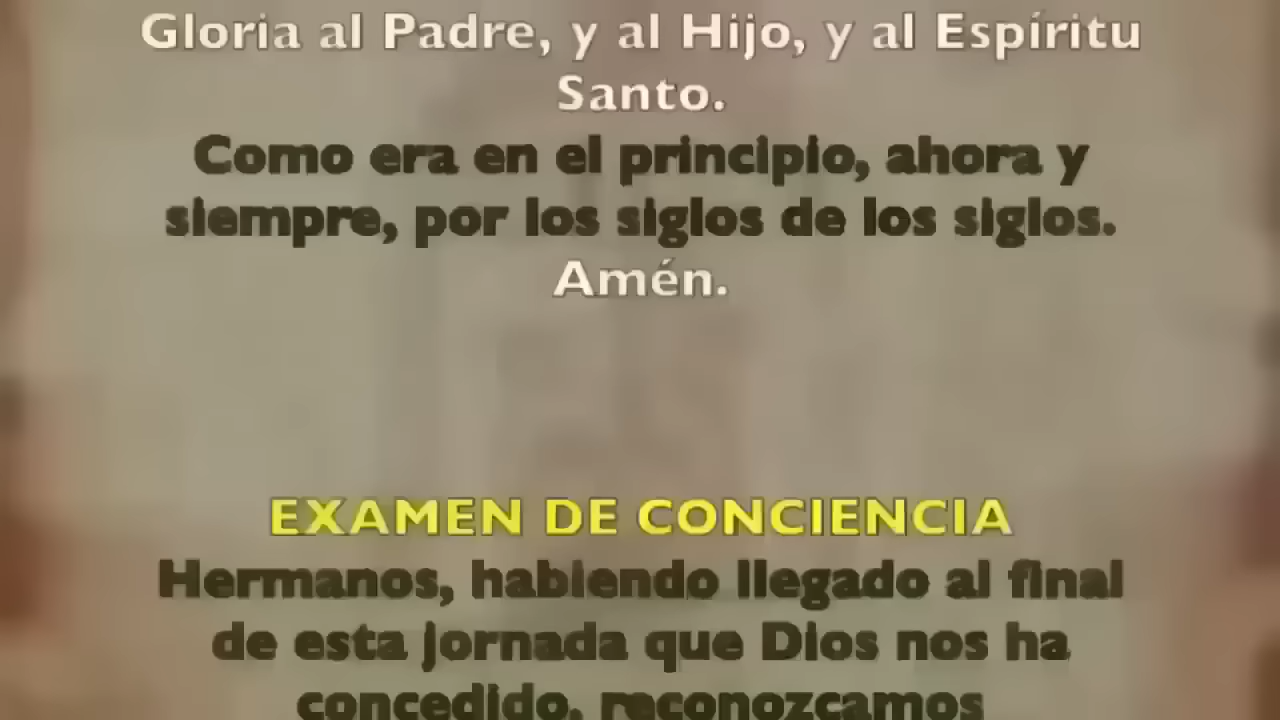 Gloria al Padre, y al Hijo, y al Espíritu
Santo.
Como era en el principio, ahora y
siempre, por los siglos de los siglos.
Amén.
EXAMEN DE CONCIENCIA
Hermanos, habiendo llegado al final
de esta jornada que Dios nos ha
concedido, reconozcamos